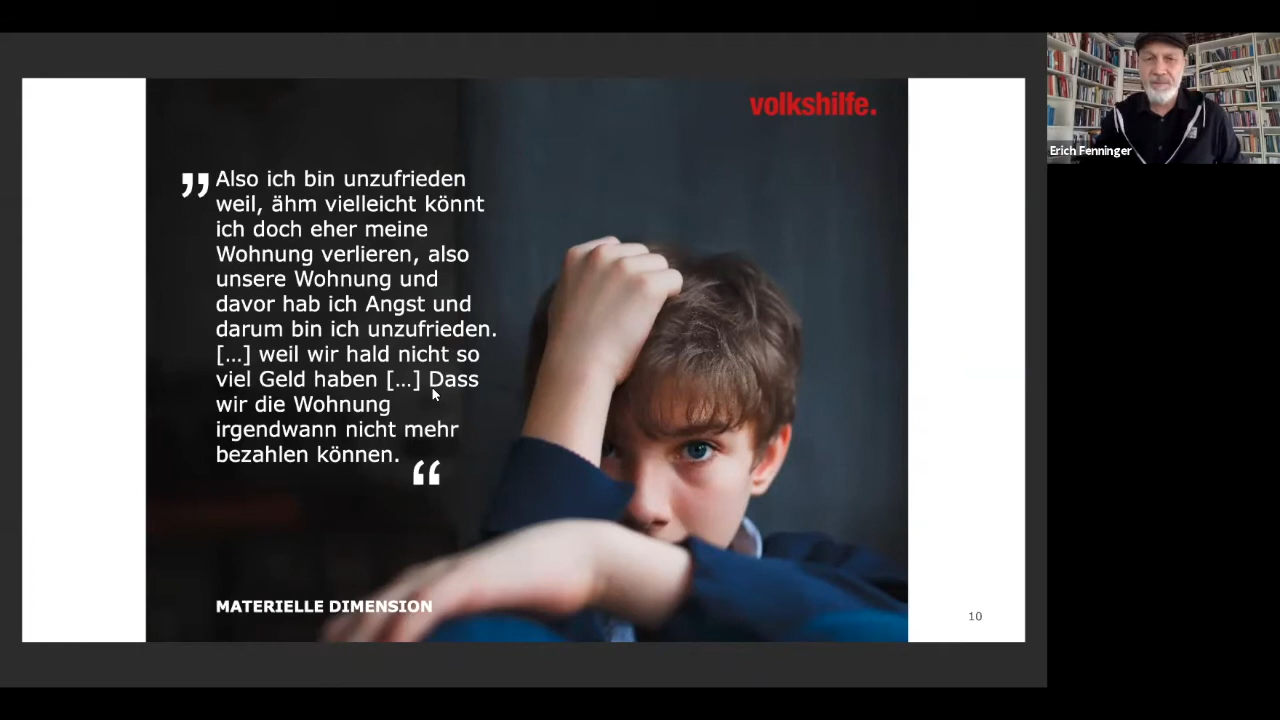 volkshilfe.
Erich Fenninger
„Also ich bin unzufrieden
weil, ähm vielleicht könnt
ich doch eher meine
Wohnung verlieren, also
unsere Wohnung und
davor hab ich Angst und
darum bin ich unzufrieden.
[...] weil wir hald nicht so
viel Geld haben [...] Dass
wir die Wohnung
irgendwann nicht mehr
bezahlen können.“
MATERIELLE DIMENSION
10